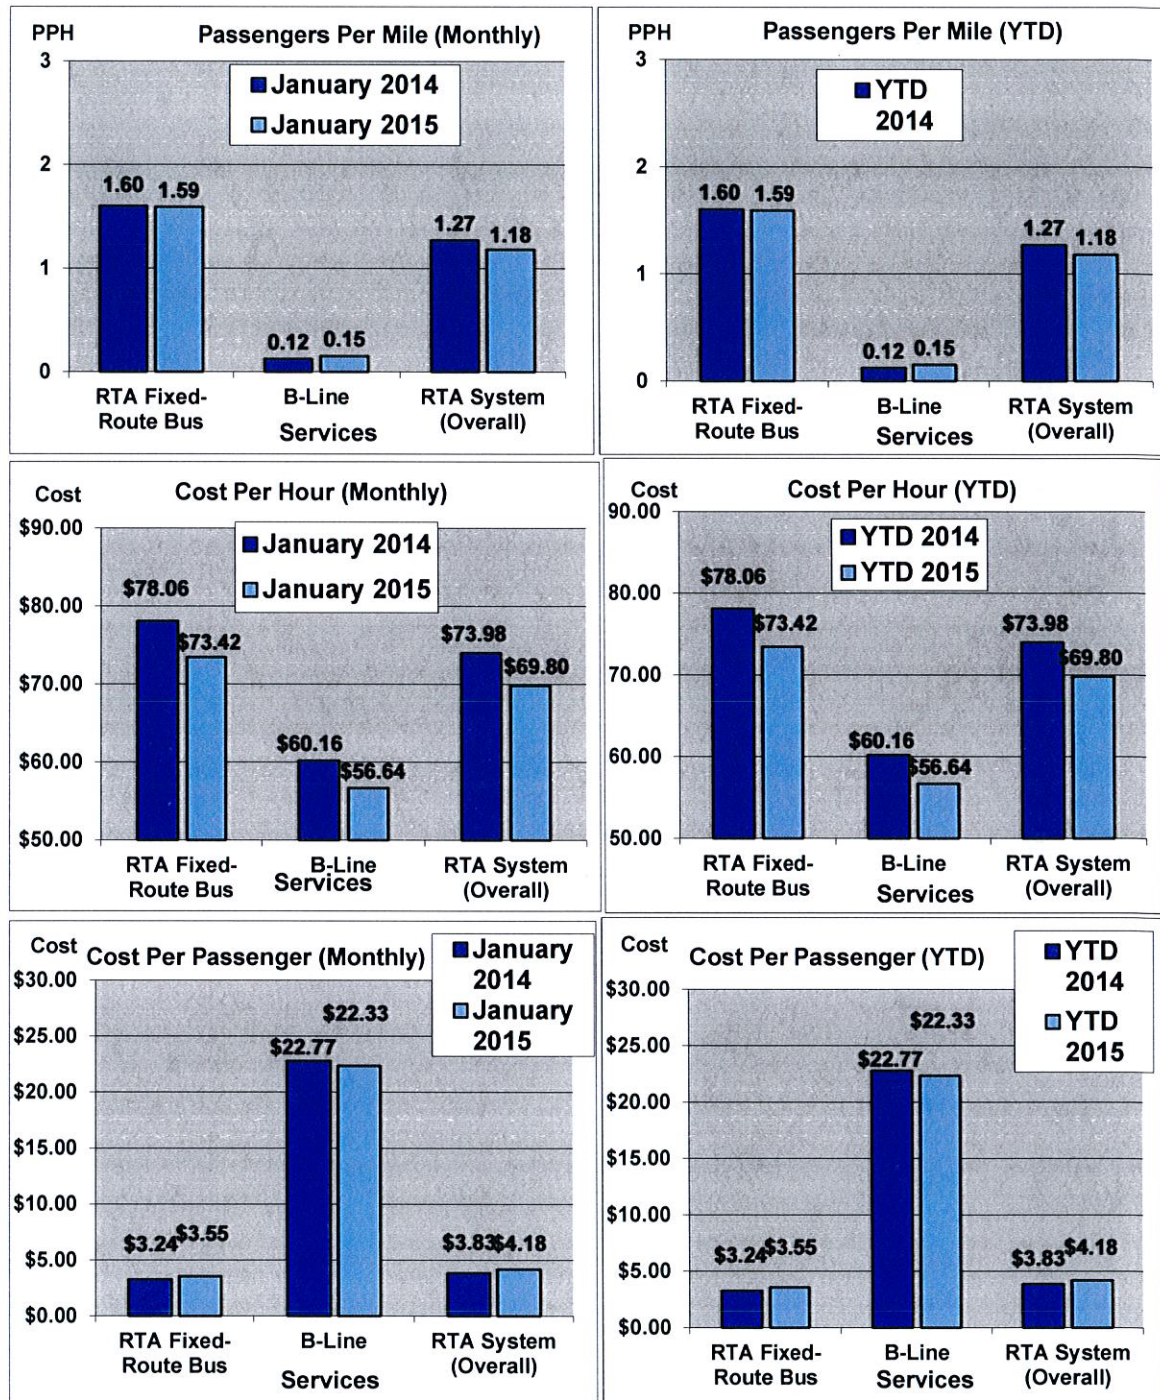 PPH Passengers Per Mile (Monthly)
3
January 2014
January 2015
2
1.60 1.59
1.27 1.18
1
0.12 0.15
0
RTA Fixed- B-Line RTA System
Route Bus Services (Overall)
PPH Passengers Per Mile (YTD)
3
YTD
2014
2
1.60 1.59
1.27 1.18
1
0.12 0.15
0
RTA Fixed- B-Line RTA System
Route Bus Services (Overall)
Cost Cost Per Hour (Monthly)
$90.00
January 2014
January 2015
$78.06
$80.00
$73.42 $73.98
$69.80
$70.00
$60.16
$60.00
$56.64
$50.00
RTA Fixed- B-Line RTA System
Route Bus Services (Overall)
Cost Cost Per Hour (YTD)
90.00
YTD 2014
YTD 2015
$78.06
80.00
$73.42 $73.98
$69.80
70.00
$60.16
60.00
$56.64
50.00
RTA Fixed- B-Line RTA System
Route Bus Services (Overall)
Cost Cost Per Passenger (Monthly)
January
2014
January
2015
$30.00
$22.33
$25.00
$22.77
$20.00
$15.00
$10.00
$3.24 $3.55 $3.83 $4.18
$5.00
$0.00
RTA Fixed- B-Line RTA System
Route Bus Services (Overall)
Cost Cost Per Passenger (YTD)
YTD
2014
YTD
2015
$30.00
$22.33
$25.00
$22.77
$20.00
$15.00
$10.00
$3.24 $3.55 $3.83 $4.18
$5.00
$0.00
RTA Fixed- B-Line RTA System
Route Bus Services (Overall)